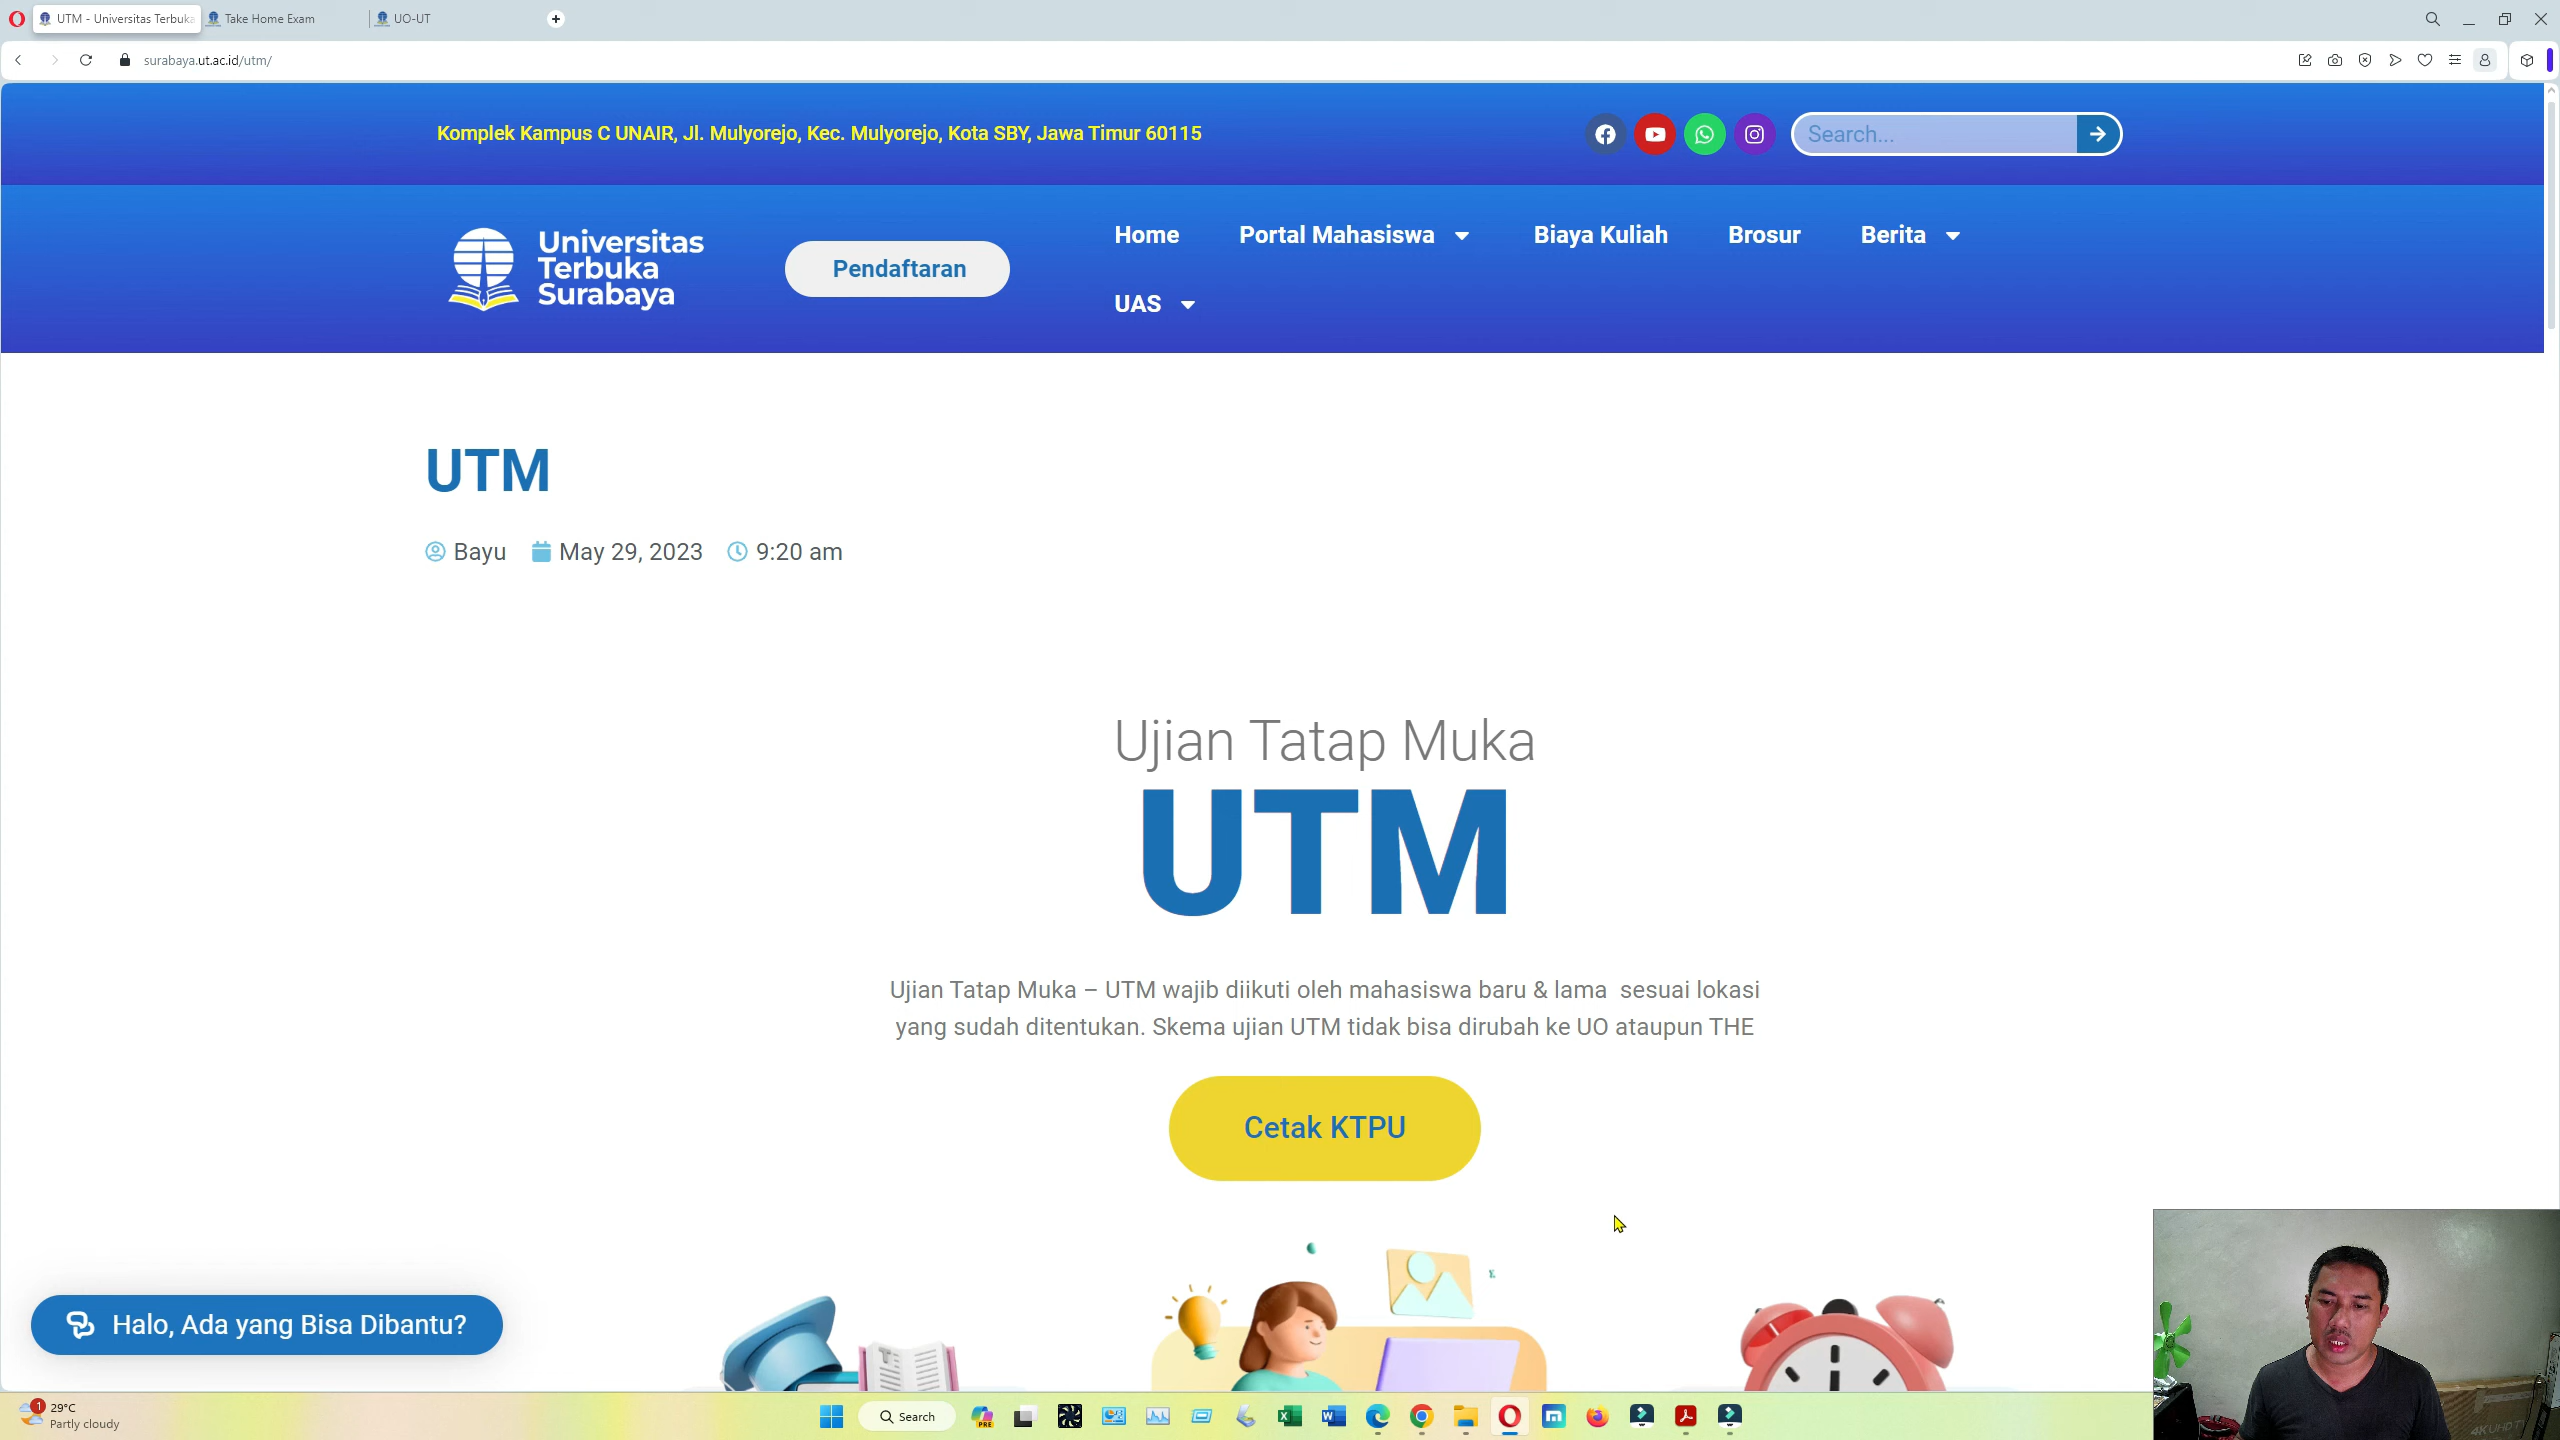 UTM - Universitas Terbuka
Take Home Exam
UO-UT
surabaya.ut.ac.id/utm/
Komplek Kampus C UNAIR, Jl. Mulyorejo, Kec. Mulyorejo, Kota SBY, Jawa Timur 60115
Search...
Universitas
Terbuka
Surabaya
Pendaftaran
Home
Portal Mahasiswa
Biaya Kuliah
Brosur
Berita
UAS
UTM
Bayu
May 29, 2023
9:20 am
Ujian Tatap Muka
UTM
Ujian Tatap Muka – UTM wajib diikuti oleh mahasiswa baru & lama sesuai lokasi
yang sudah ditentukan. Skema ujian UTM tidak bisa dirubah ke UO ataupun THE
Cetak KTPU
Halo, Ada yang Bisa Dibantu?
1
29°C
Partly cloudy
Search
PRE
4K UHD